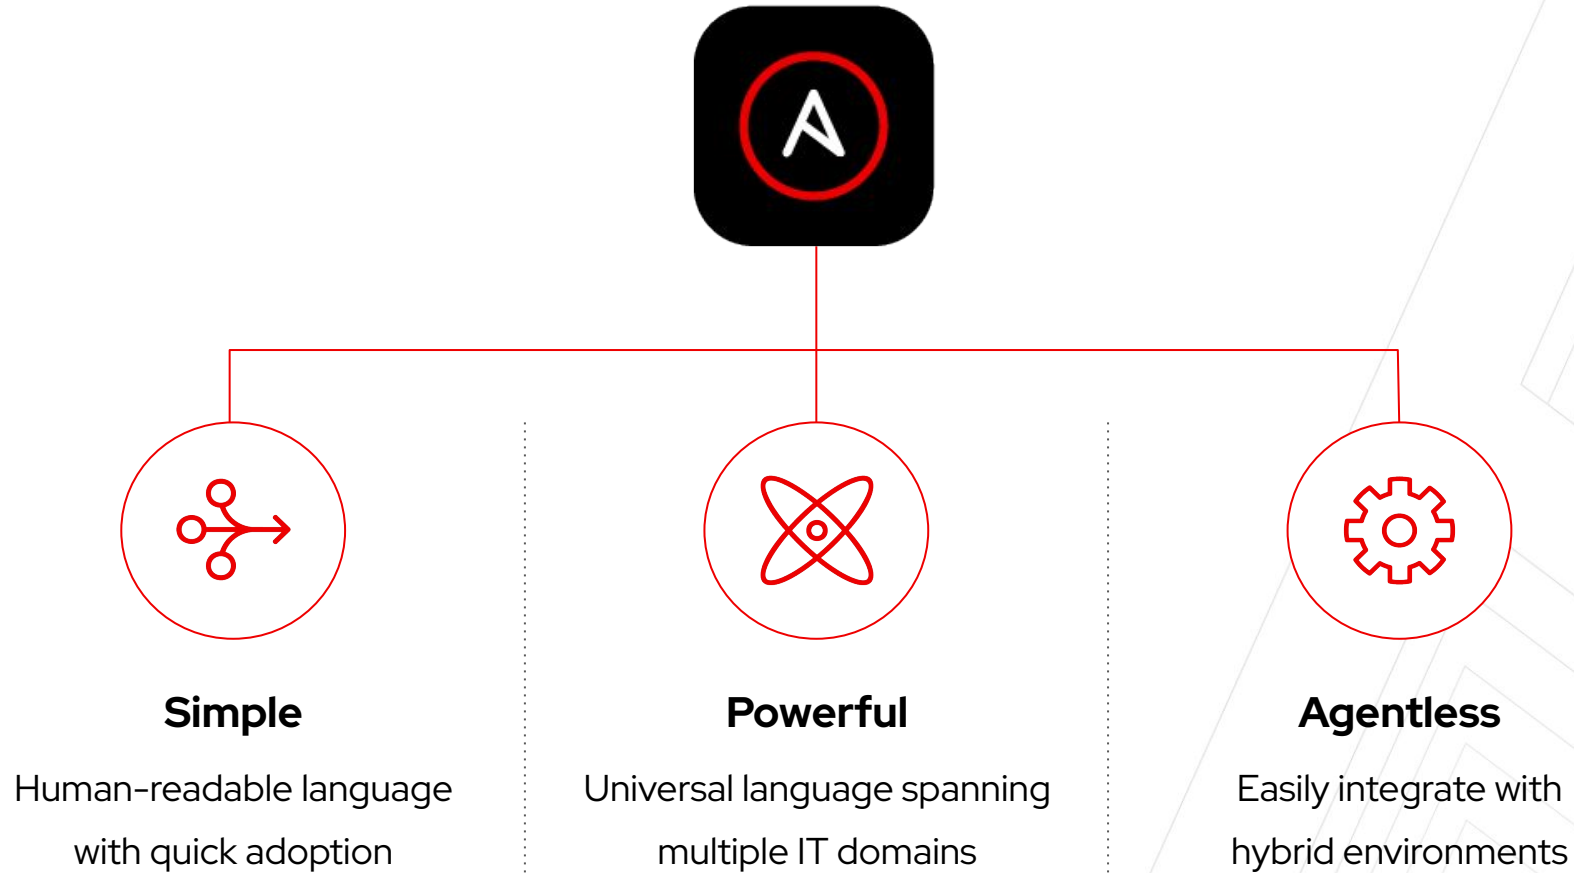 Simple
Human-readable language
with quick adoption
Powerful
Universal language spanning
multiple IT domains
Agentless
Easily integrate with
hybrid environments